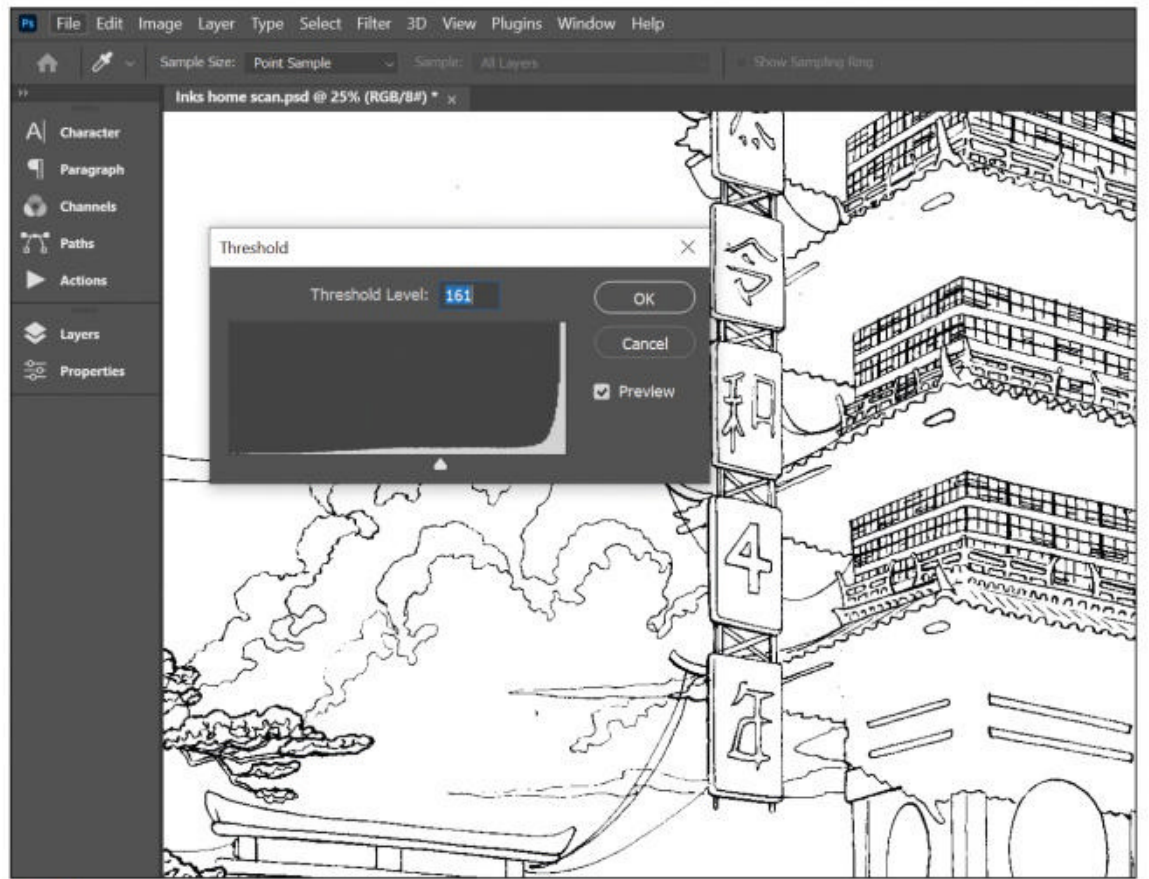 Ps File Edit Image Layer Type Select Filter 3D View Plugins Window Help
Sample Size: Point Sample Sample: All Layers Show Sampling Ring
Inks home scan.psd @ 25% (RGB/8#) * x
Character
Paragraph
Channels
Paths
Actions
Layers
Properties
Threshold
Threshold Level: 161
OK
Cancel
Preview
令
和
4